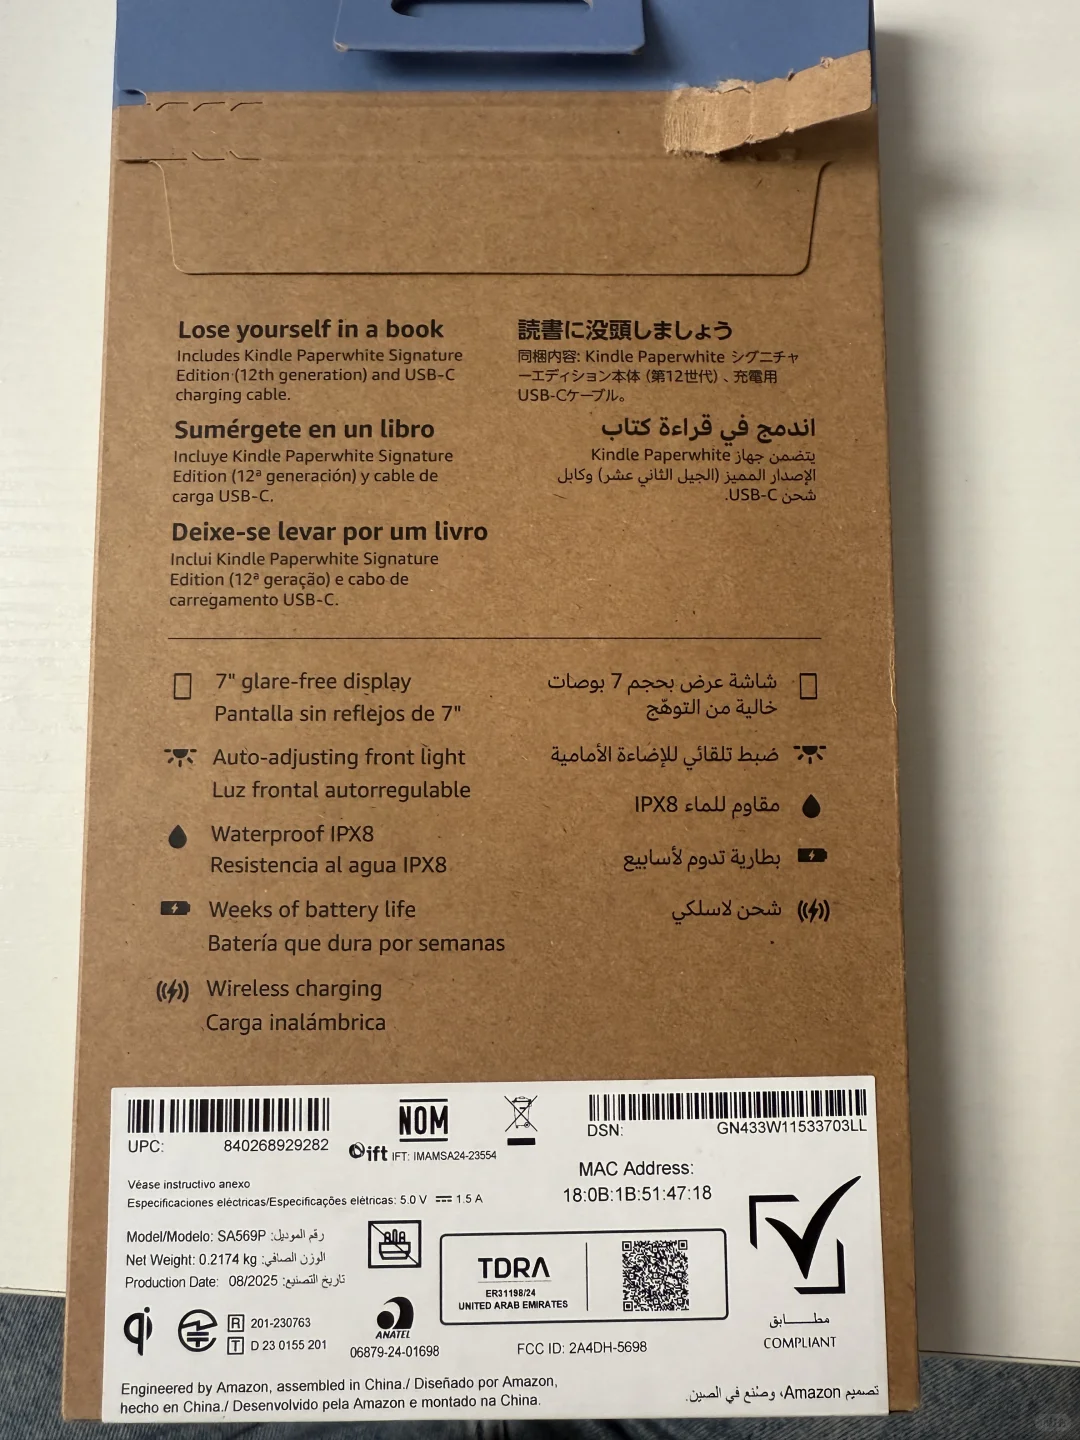 Lose yourself in a book
Includes Kindle Paperwhite Signature
Edition (12th generation) and USB-C
charging cable.
Sumérgete en un libro
Incluye Kindle Paperwhite Signature
Edition (12ª generación) y cable de
carga USB-C.
Deixe-se levar por um livro
Inclui Kindle Paperwhite Signature
Edition (12ª geração) e cabo de
carregamento USB-C.
読書に没頭しましょう
同梱内容: Kindle Paperwhite シグニチャ
ーエディション本体 (第12世代) 、充電用
USB-Cケーブル。
اندمج في قراءة كتاب
يتضمن جهاز Kindle Paperwhite
الإصدار المميز (الجيل الثاني عشر) وكابل
شحن USB-C.
7" glare-free display
Pantalla sin reflejos de 7"
Auto-adjusting front light
Luz frontal autorregulable
Waterproof IPX8
Resistencia al agua IPX8
Weeks of battery life
Batería que dura por semanas
Wireless charging
Carga inalámbrica
شاشة عرض بحجم 7 بوصات
خالية من التوهّج
ضبط تلقائي للإضاءة الأمامية
مقاوم للماء IPX8
بطارية تدوم لأسابيع
شحن لاسلكي
UPC: 840268929282
NOM
ift IFT: IMAMSA24-23554
DSN: GN433W11533703LL
MAC Address:
18:0B:1B:51:47:18
Véase instructivo anexo
Especificaciones eléctricas/Especificações elétricas: 5.0 V ⎓ 1.5 A
Model/Modelo: SA569P رقم الموديل:
Net Weight: 0.2174 kg الوزن الصافي:
Production Date: 08/2025 تاريخ التصنيع:
TDRA
ER31198/24
UNITED ARAB EMIRATES
مطابق
COMPLIANT
qi
R 201-230763
T D 23 0155 201
ANATEL
06879-24-01698
FCC ID: 2A4DH-5698
Engineered by Amazon, assembled in China./ Diseñado por Amazon,
hecho en China./ Desenvolvido pela Amazon e montado na China.
تصميم Amazon، وصُنع في الصين.